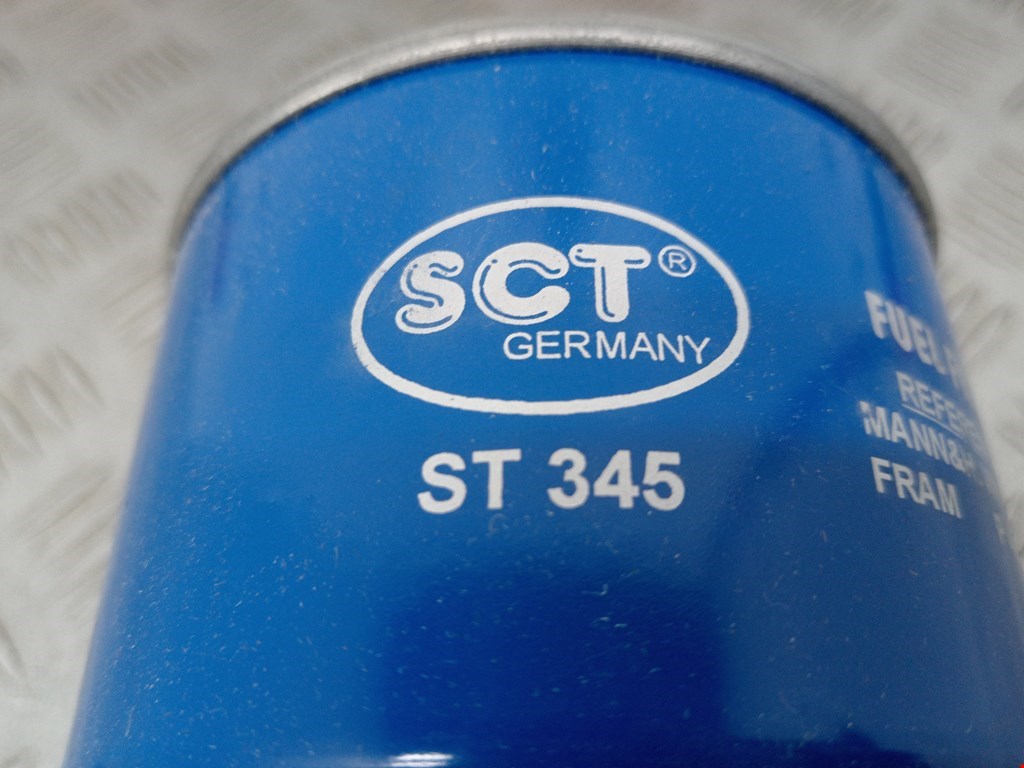 SCT®
GERMANY
ST 345
FUEL
MANN&
FRAM